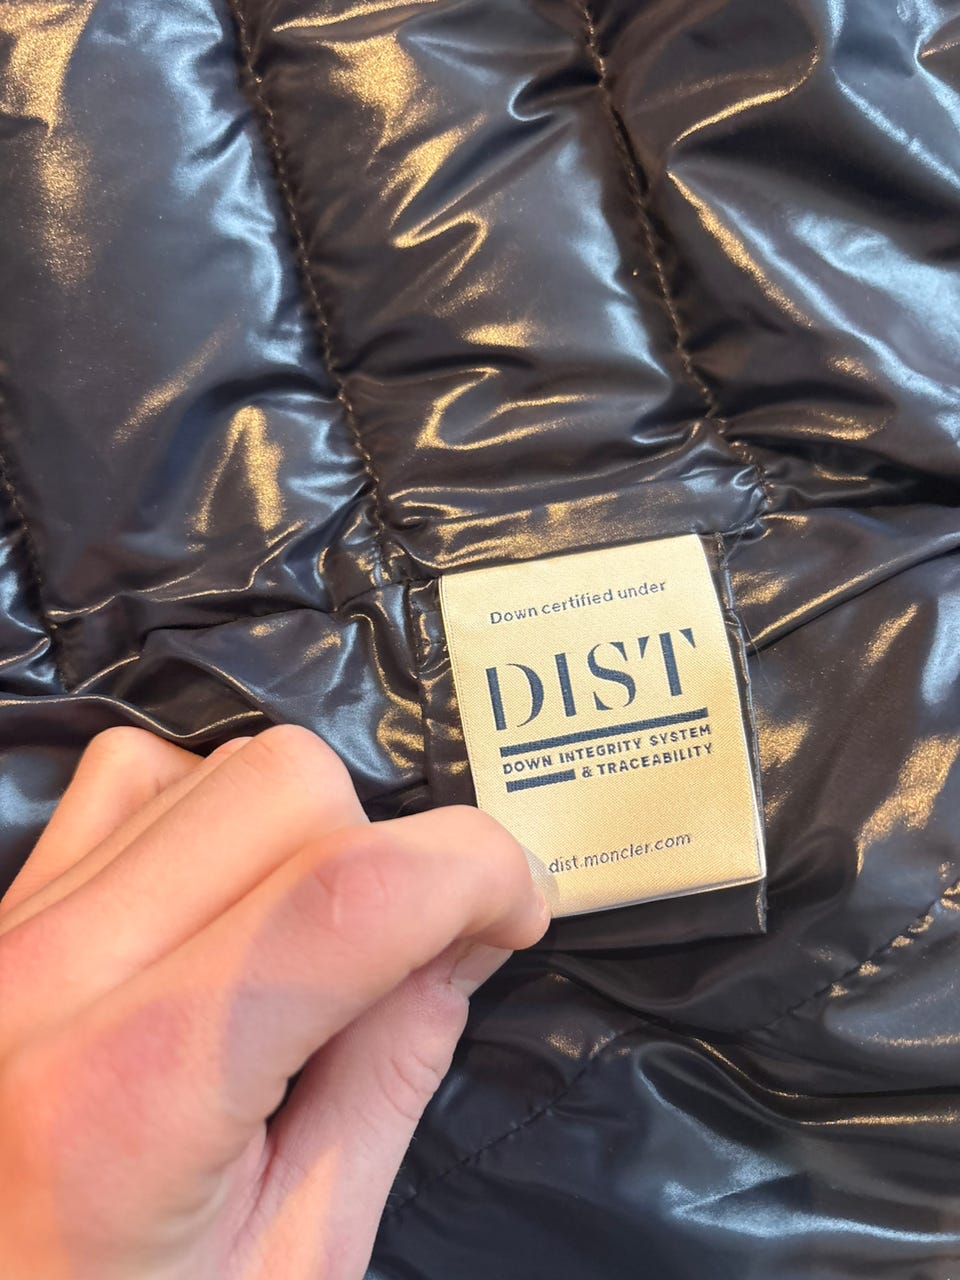 Down certified under
DIST
DOWN INTEGRITY SYSTEM
& TRACEABILITY
dist.moncler.com